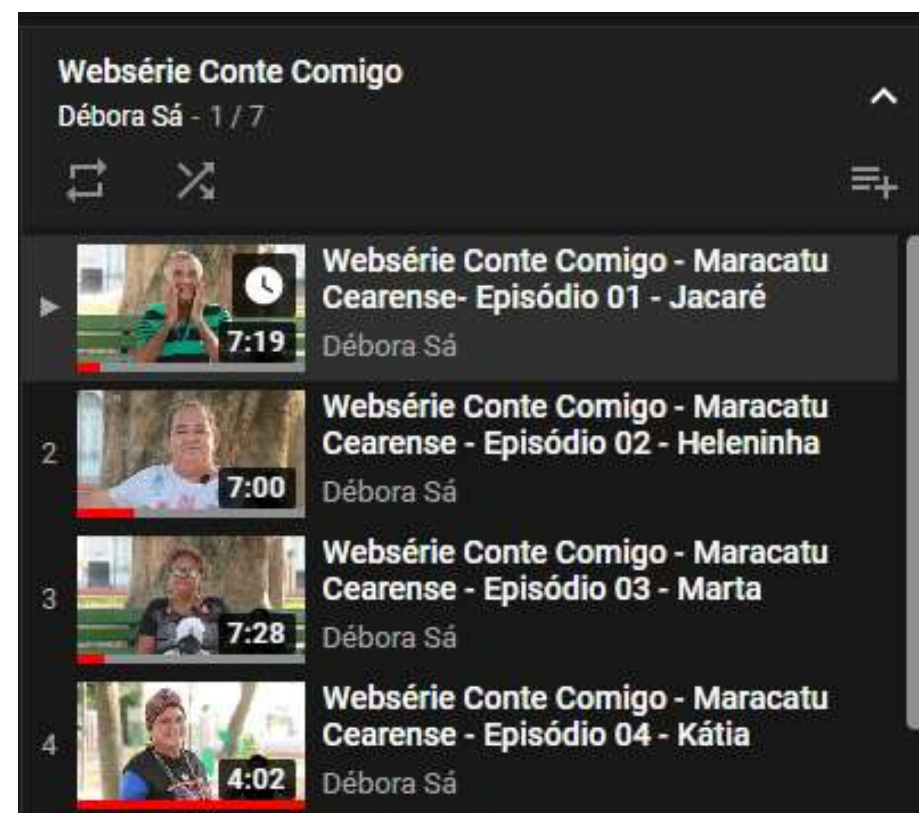 Websérie Conte Comigo
Débora Sá - 1 / 7
7:19
Websérie Conte Comigo - Maracatu
Cearense- Episódio 01 - Jacaré
Débora Sá
2
7:00
Websérie Conte Comigo - Maracatu
Cearense - Episódio 02 - Heleninha
Débora Sá
3
7:28
Websérie Conte Comigo - Maracatu
Cearense - Episódio 03 - Marta
Débora Sá
4
4:02
Websérie Conte Comigo - Maracatu
Cearense - Episódio 04 - Kátia
Débora Sá